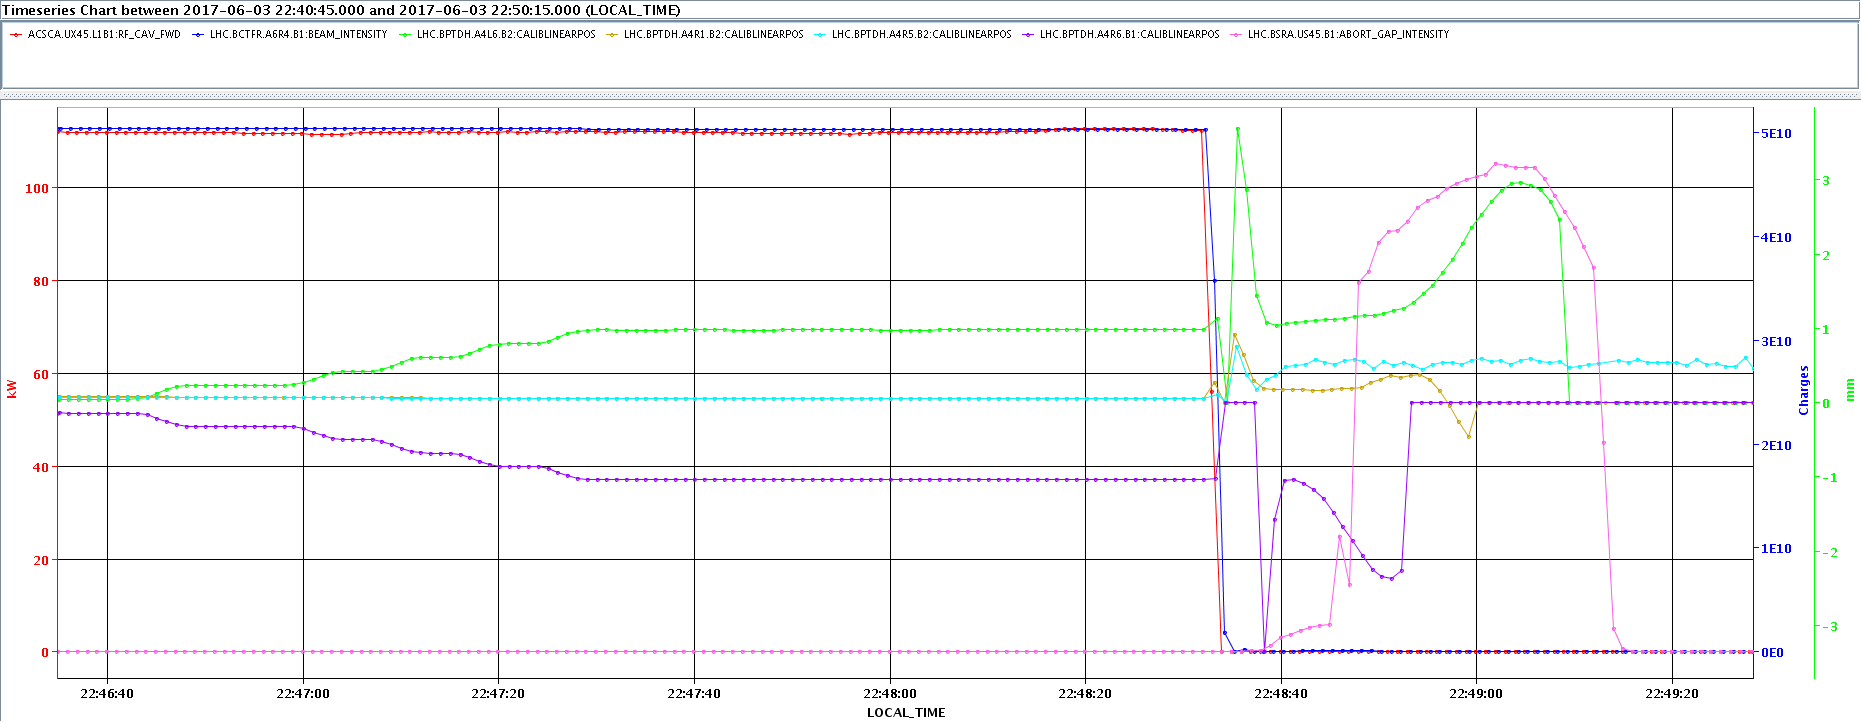 Timeseries Chart between 2017-06-03 22:40:45.000 and 2017-06-03 22:50:15.000 (LOCAL_TIME)
ACSCA.UX45.L1B1:RF_CAV_FWD LHC.BCTFR.A6R4.B1:BEAM_INTENSITY LHC.BPTDH.A4L6.B2:CALIBLINEARPOS LHC.BPTDH.A4R1.B2:CALIBLINEARPOS LHC.BPTDH.A4R5.B2:CALIBLINEARPOS LHC.BPTDH.A4R6.B1:CALIBLINEARPOS LHC.BSRA.US45.B1:ABORT_GAP_INTENSITY
100
80
60
40
20
0
kW
5E10
4E10
3E10
2E10
1E10
0E0
Charges
3
2
1
0
-1
-2
-3
mm
22:46:40 22:47:00 22:47:20 22:47:40 22:48:00 22:48:20 22:48:40 22:49:00 22:49:20
LOCAL_TIME